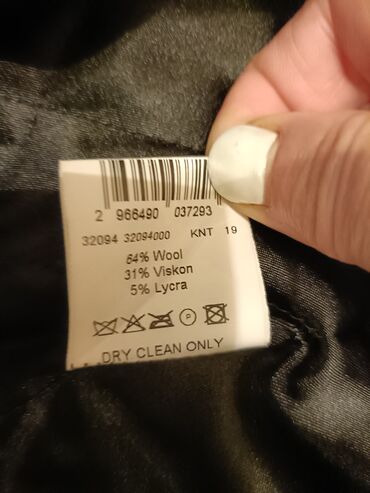 2 966490 037293
32094 32094000 KNT 19
64% Wool
31% Viskon
5% Lycra
P
DRY CLEAN ONLY